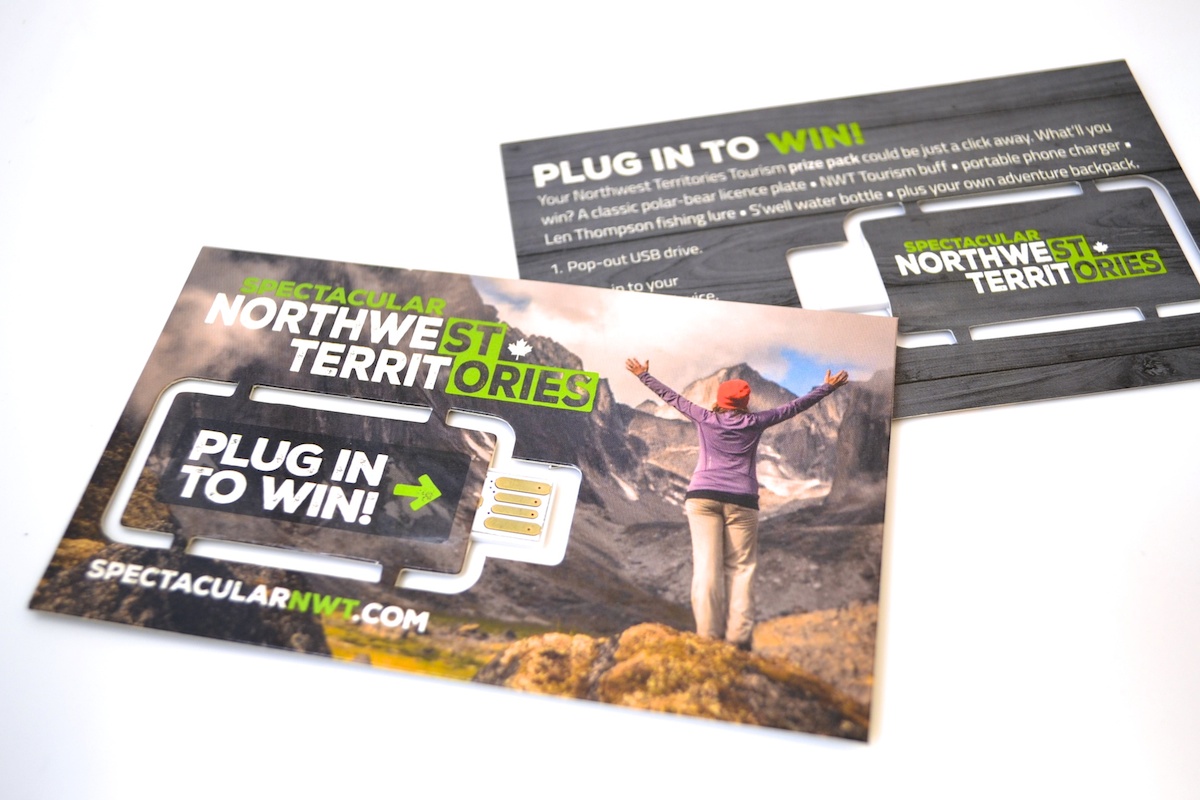 SPECTACULAR
NORTHWEST
TERRITORIES
PLUG IN
TO WIN!
SPECTACULARNWT.COM
PLUG IN TO WIN!
Your Northwest Territories Tourism prize pack could be just a click away. What'll you
win? A classic polar-bear licence plate • NWT Tourism buff • portable phone charger •
Len Thompson fishing lure • S'well water bottle • plus your own adventure backpack.
1. Pop-out USB drive.
to your
SPECTACULAR
NORTHWEST
TERRITORIES